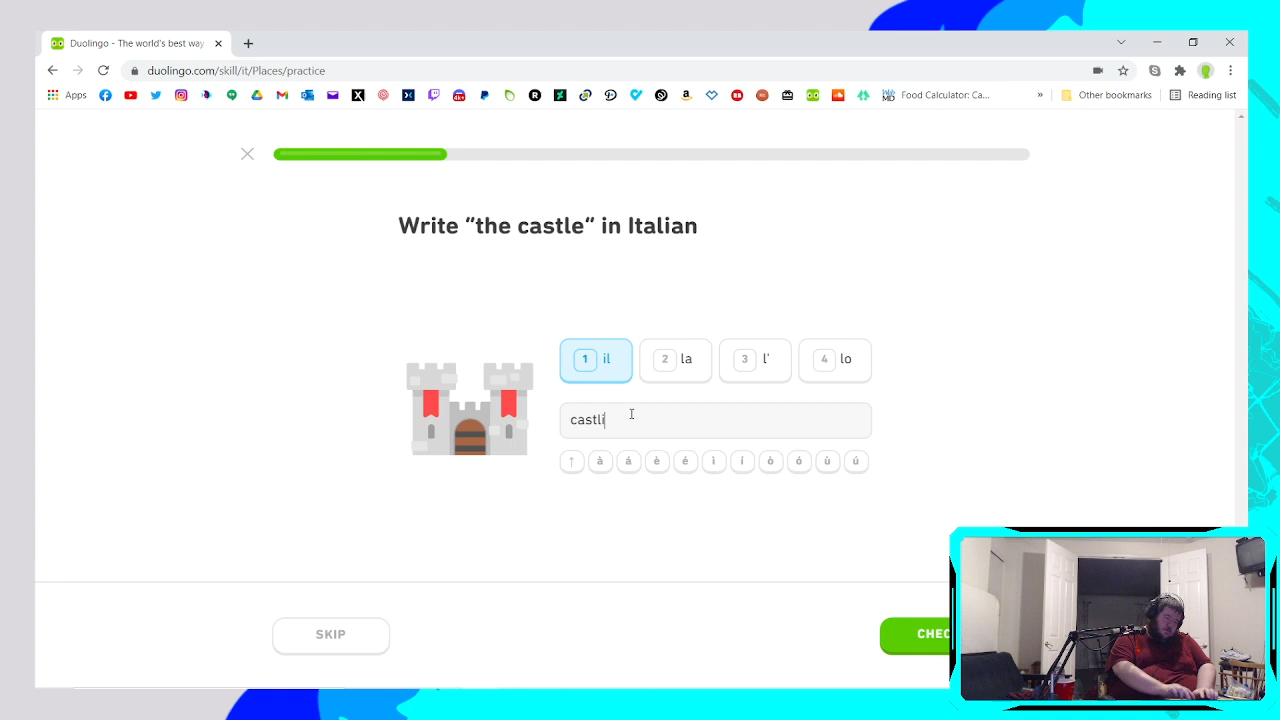 Duolingo - The world's best way
duolingo.com/skill/it/Places/practice
Apps
Food Calculator: Ca...
»
Other bookmarks
Reading list
Write "the castle" in Italian
1 il
2 la
3 l'
4 lo
castli
↑ à á è é ì í ò ó ù ú
SKIP
CHEC